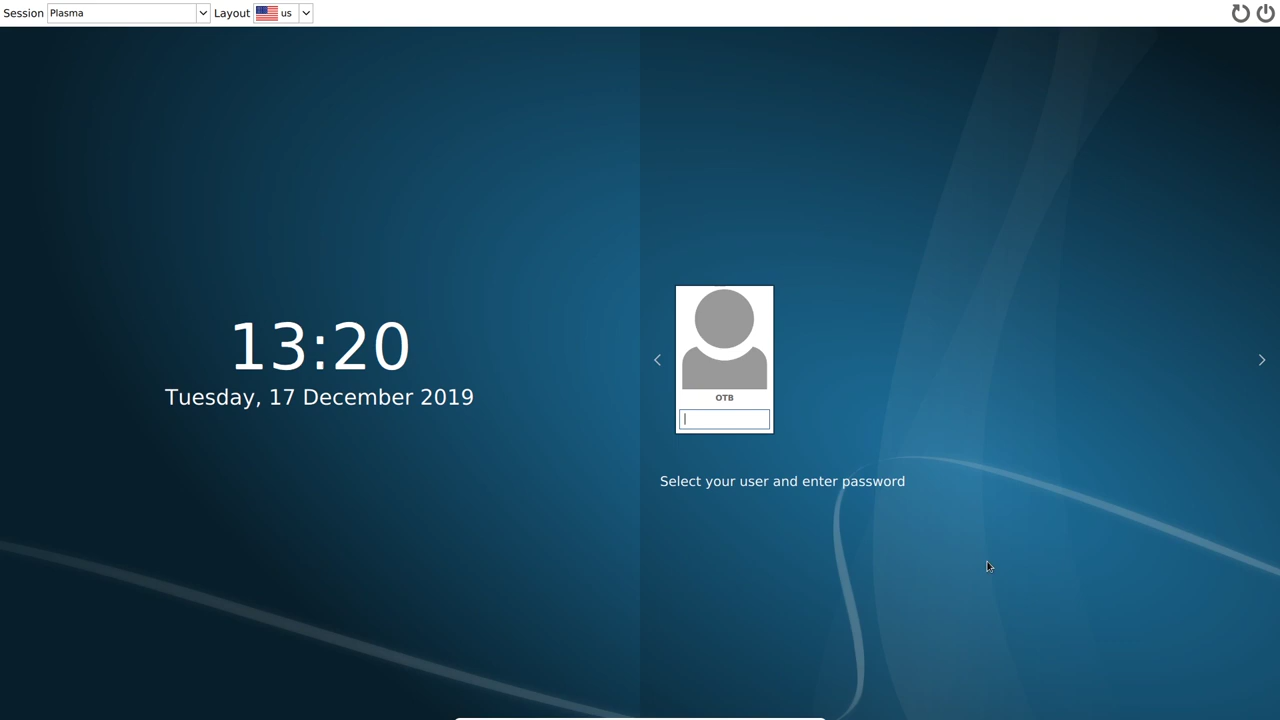 Session Plasma Layout us
13:20
Tuesday, 17 December 2019
OTB
Select your user and enter password